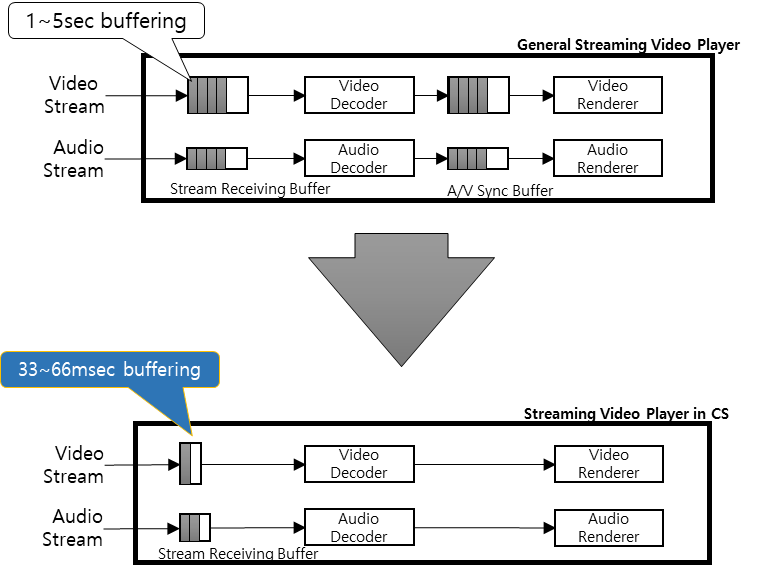 1~5sec buffering
General Streaming Video Player
Video
Stream
Video
Decoder
Video
Renderer
Audio
Stream
Audio
Decoder
Audio
Renderer
Stream Receiving Buffer
A/V Sync Buffer
33~66msec buffering
Streaming Video Player in CS
Video
Stream
Video
Decoder
Video
Renderer
Audio
Stream
Audio
Decoder
Audio
Renderer
Stream Receiving Buffer